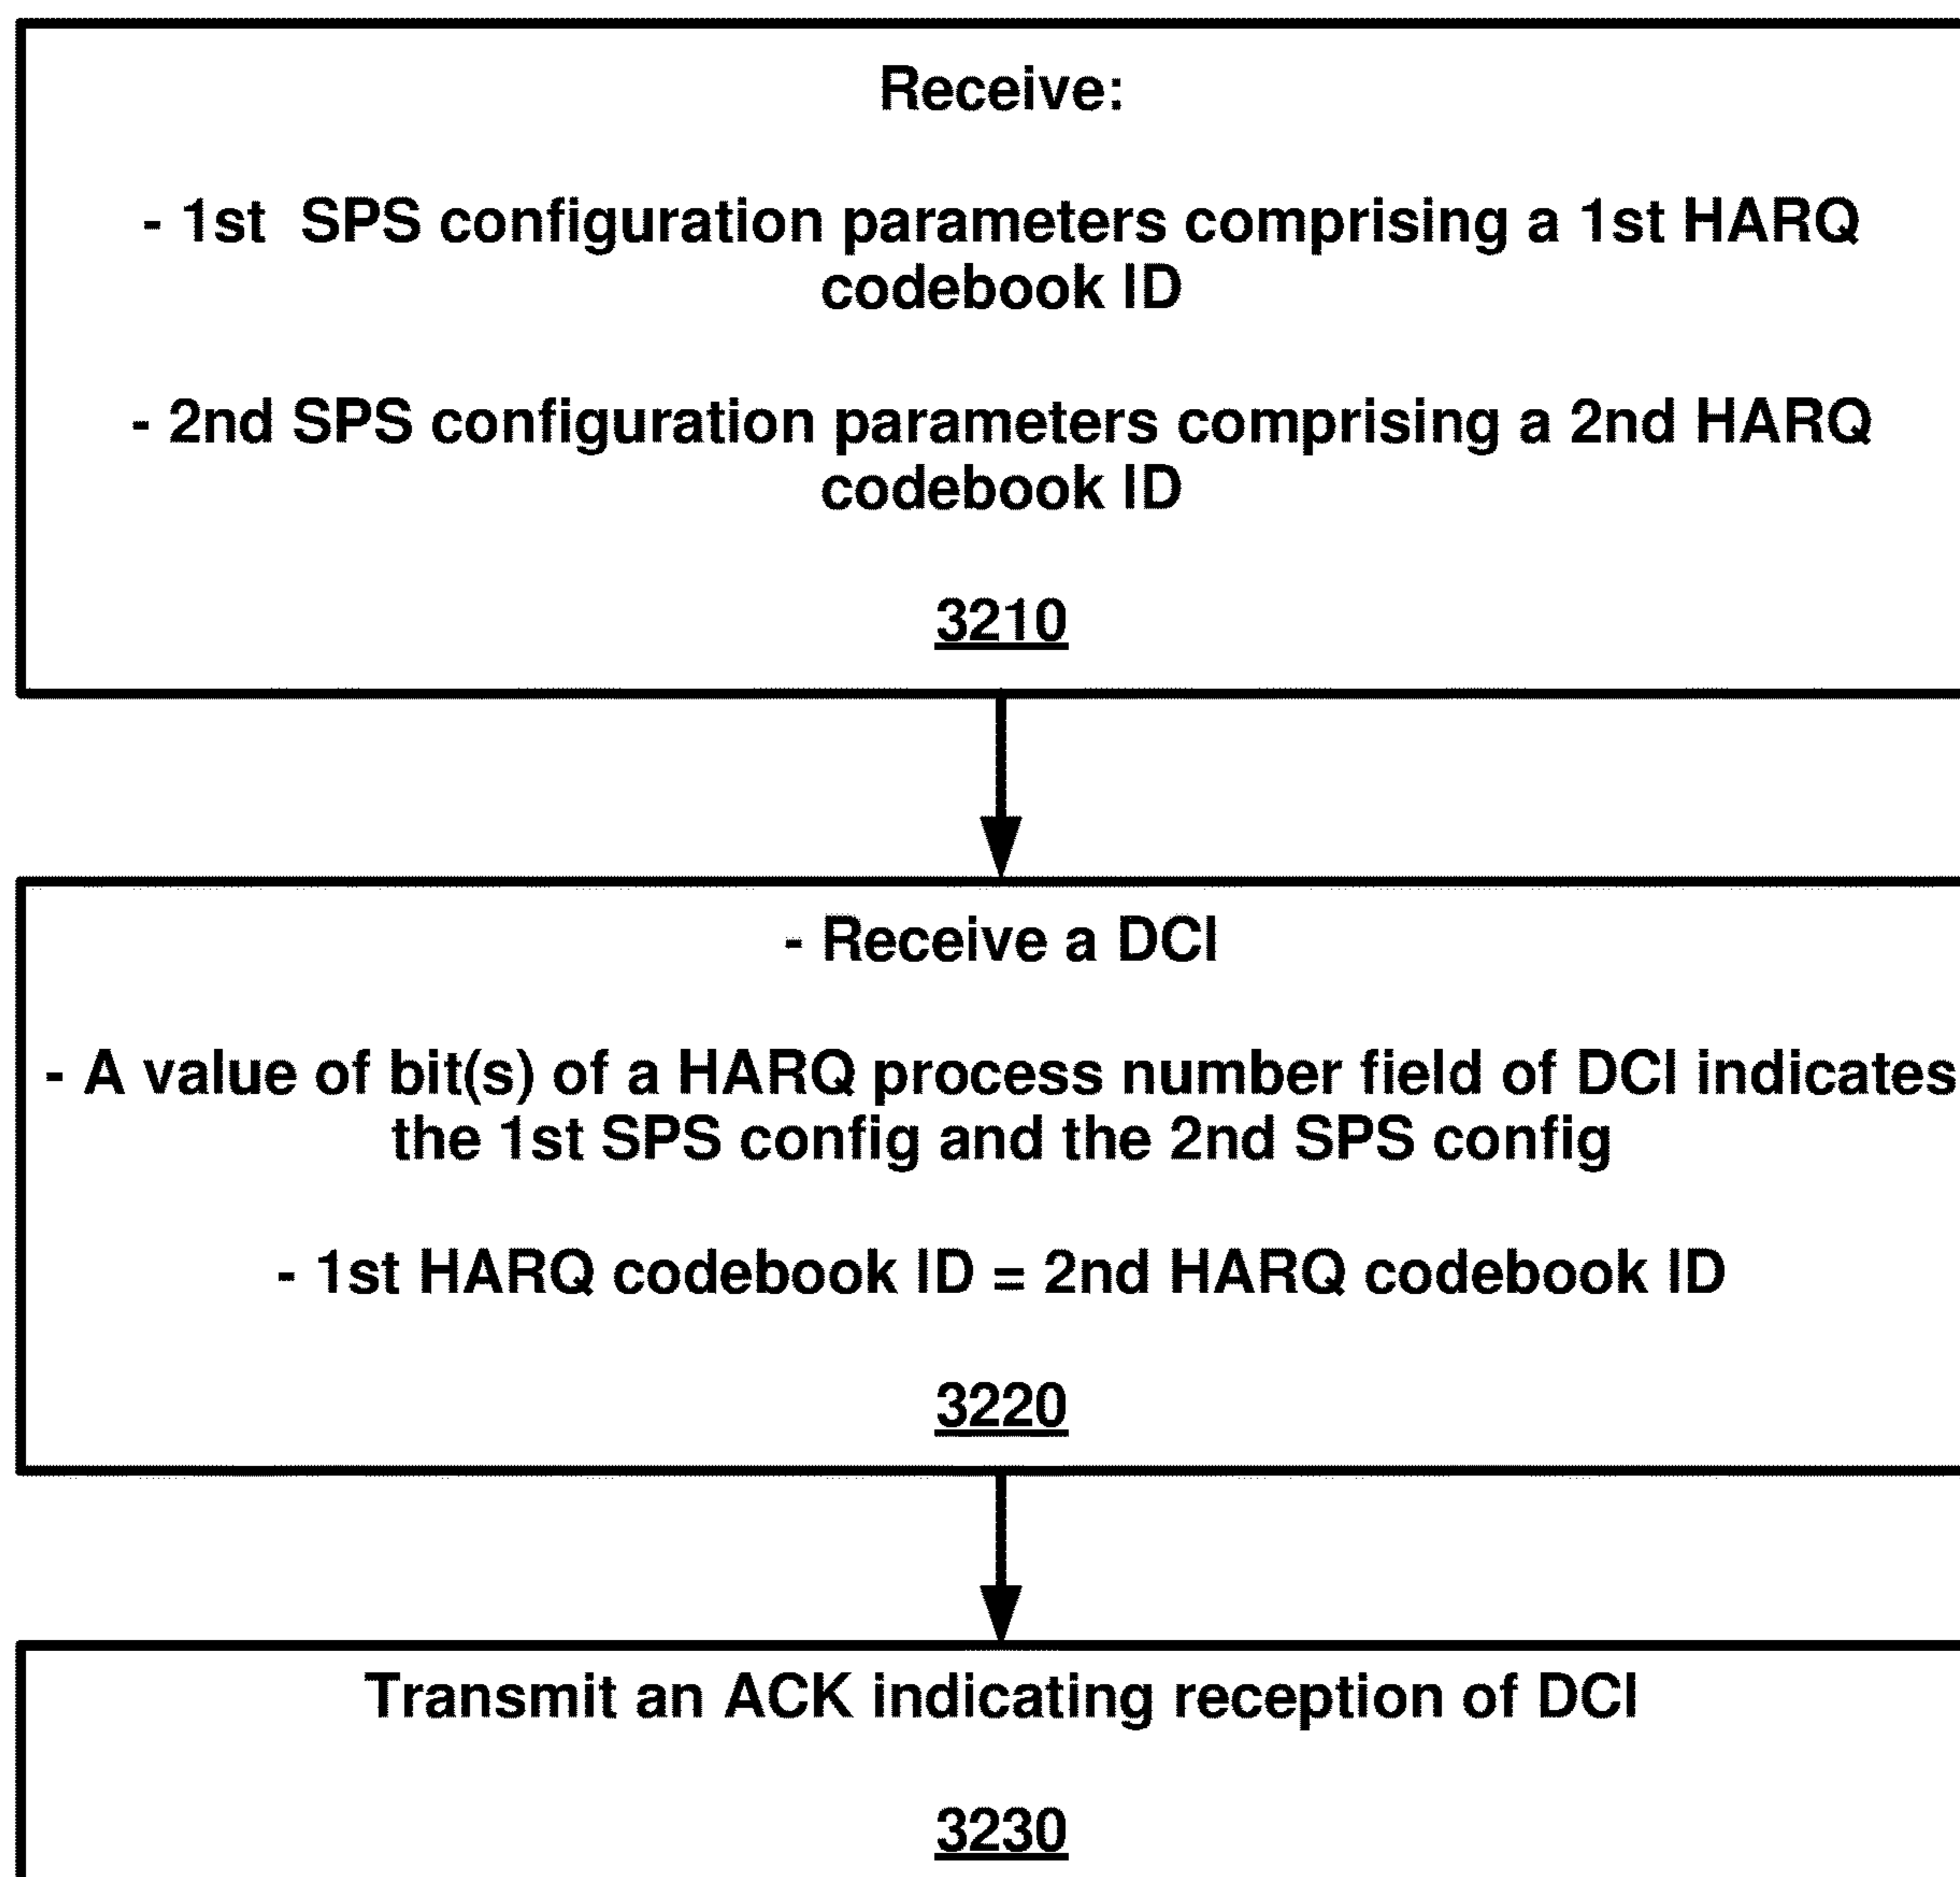 Receive:
- 1st SPS configuration parameters comprising a 1st HARQ
codebook ID
- 2nd SPS configuration parameters comprising a 2nd HARQ
codebook ID
3210
- Receive a DCI
- A value of bit(s) of a HARQ process number field of DCI indicates
the 1st SPS config and the 2nd SPS config
- 1st HARQ codebook ID = 2nd HARQ codebook ID
3220
Transmit an ACK indicating reception of DCI
3230